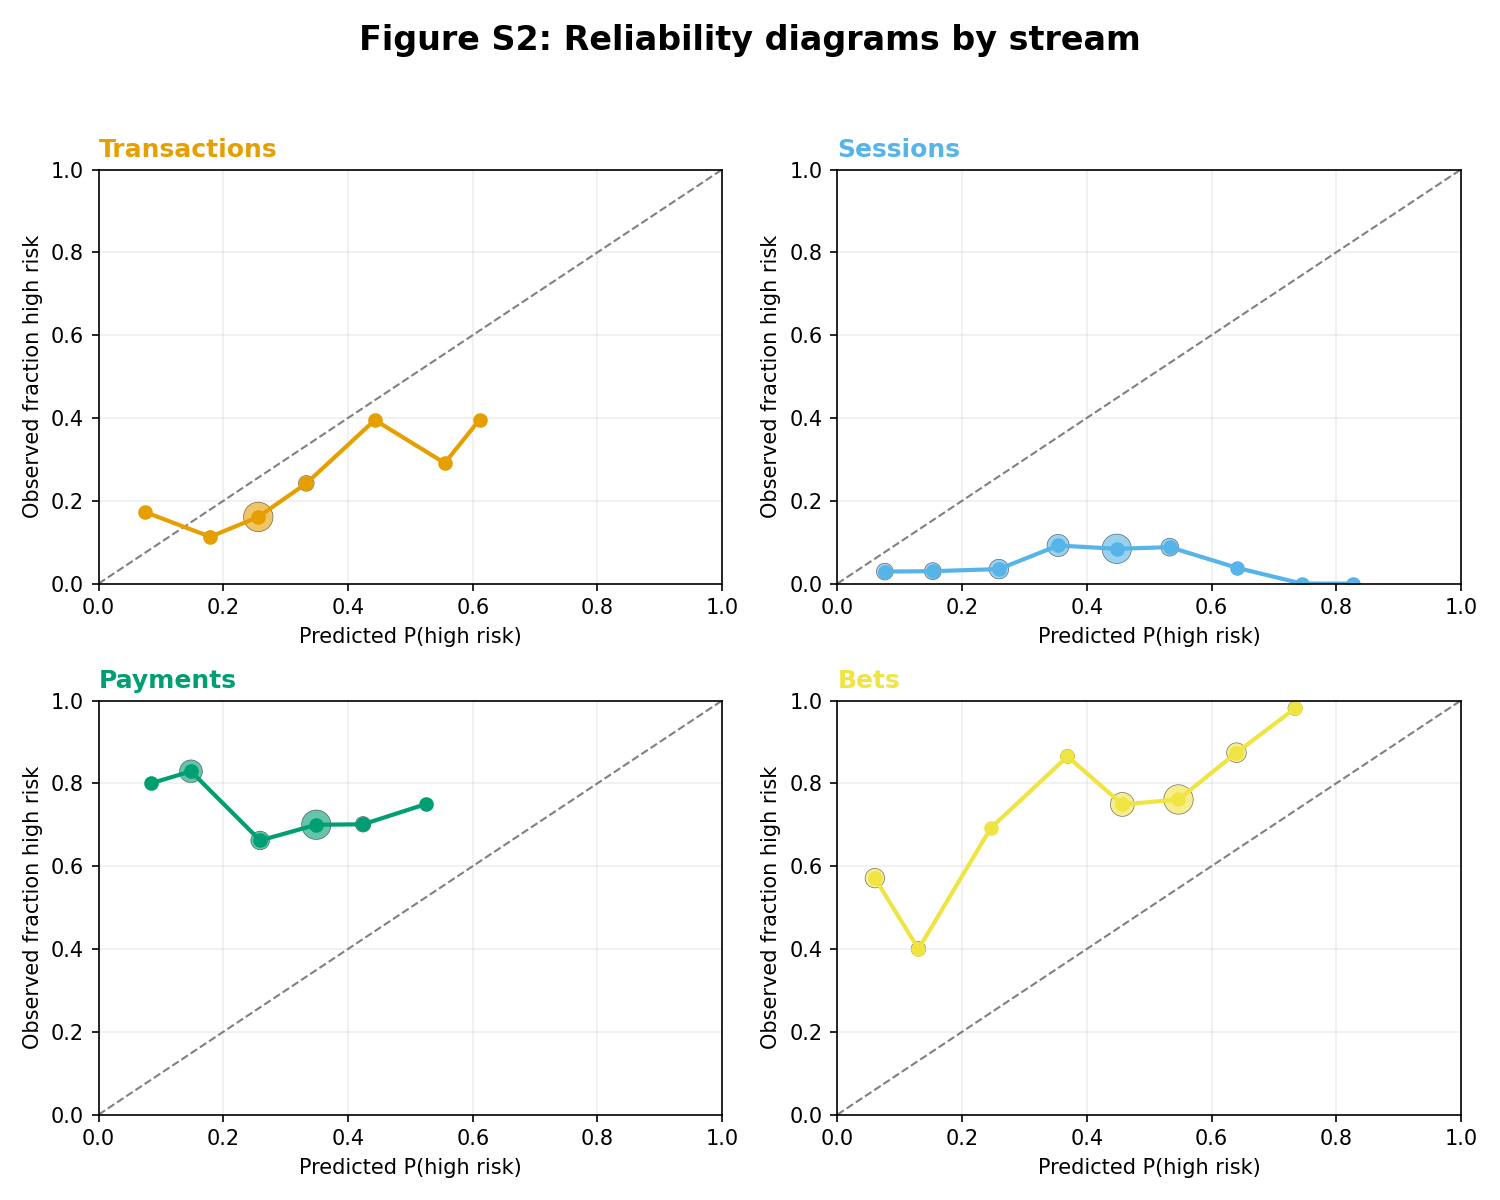 Figure S2: Reliability diagrams by stream
Transactions
1.0
0.8
0.6
0.4
0.2
0.0
Observed fraction high risk
0.0 0.2 0.4 0.6 0.8 1.0
Predicted P(high risk)
Sessions
1.0
0.8
0.6
0.4
0.2
0.0
Observed fraction high risk
0.0 0.2 0.4 0.6 0.8 1.0
Predicted P(high risk)
Payments
1.0
0.8
0.6
0.4
0.2
0.0
Observed fraction high risk
0.0 0.2 0.4 0.6 0.8 1.0
Predicted P(high risk)
Bets
1.0
0.8
0.6
0.4
0.2
0.0
Observed fraction high risk
0.0 0.2 0.4 0.6 0.8 1.0
Predicted P(high risk)